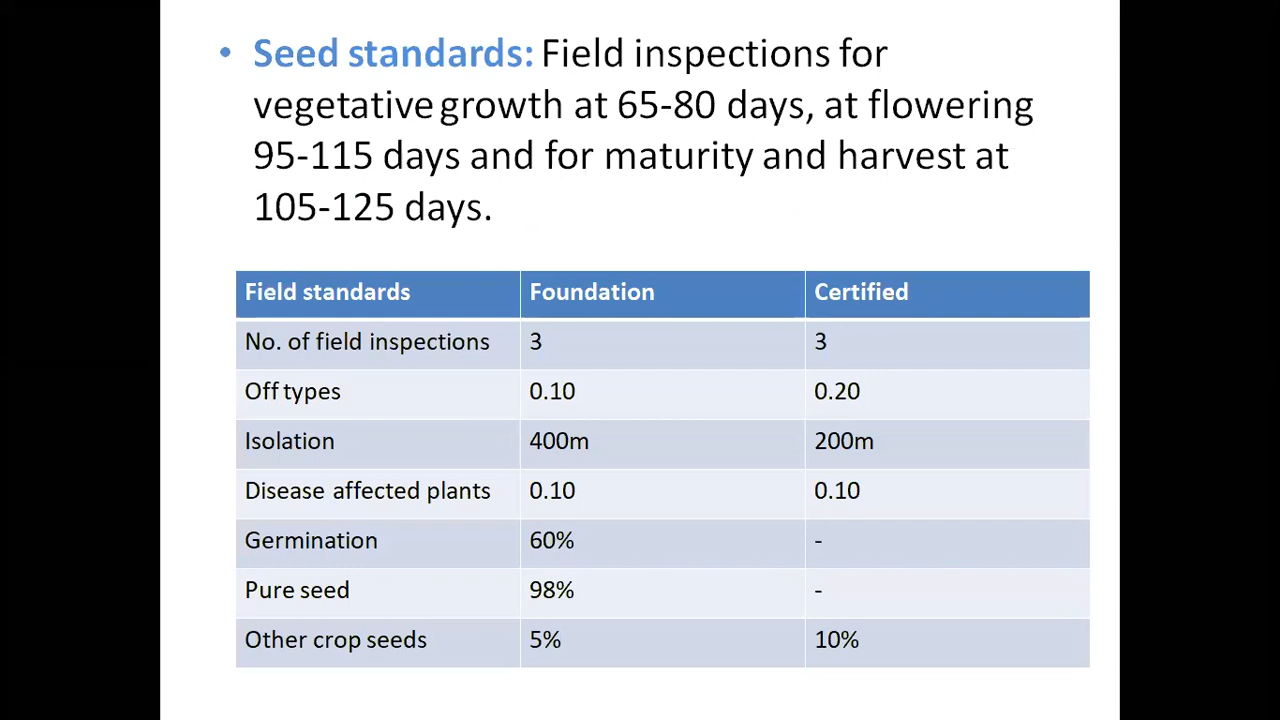 • Seed standards: Field inspections for
vegetative growth at 65-80 days, at flowering
95-115 days and for maturity and harvest at
105-125 days.
Field standards Foundation Certified
No. of field inspections 3 3
Off types 0.10 0.20
Isolation 400m 200m
Disease affected plants 0.10 0.10
Germination 60% -
Pure seed 98% -
Other crop seeds 5% 10%